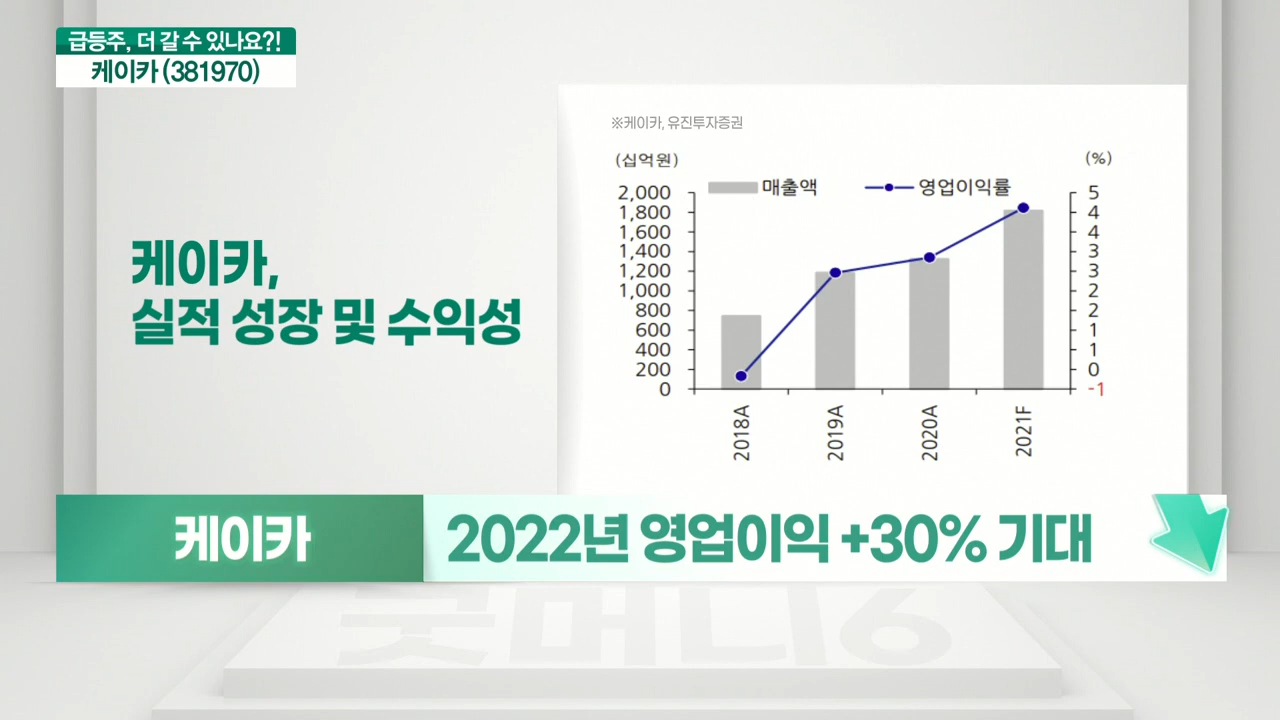 급등주, 더 갈 수 있나요?!
케이카 (381970)
케이카,
실적 성장 및 수익성
※케이카, 유진투자증권
(십억원)
(%)
매출액
영업이익률
2,000
1,800
1,600
1,400
1,200
1,000
800
600
400
200
0
5
4
4
3
3
2
2
1
1
0
-1
2018A
2019A
2020A
2021F
케이카
2022년 영업이익 +30% 기대
굿머니6